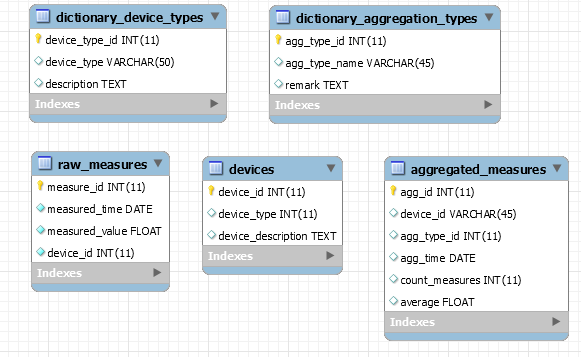 dictionary_device_types
device_type_id INT(11)
device_type VARCHAR(50)
description TEXT
Indexes
dictionary_aggregation_types
agg_type_id INT(11)
agg_type_name VARCHAR(45)
remark TEXT
Indexes
raw_measures
measure_id INT(11)
measured_time DATE
measured_value FLOAT
device_id INT(11)
Indexes
devices
device_id INT(11)
device_type INT(11)
device_description TEXT
Indexes
aggregated_measures
agg_id INT(11)
device_id VARCHAR(45)
agg_type_id INT(11)
agg_time DATE
count_measures INT(11)
average FLOAT
Indexes